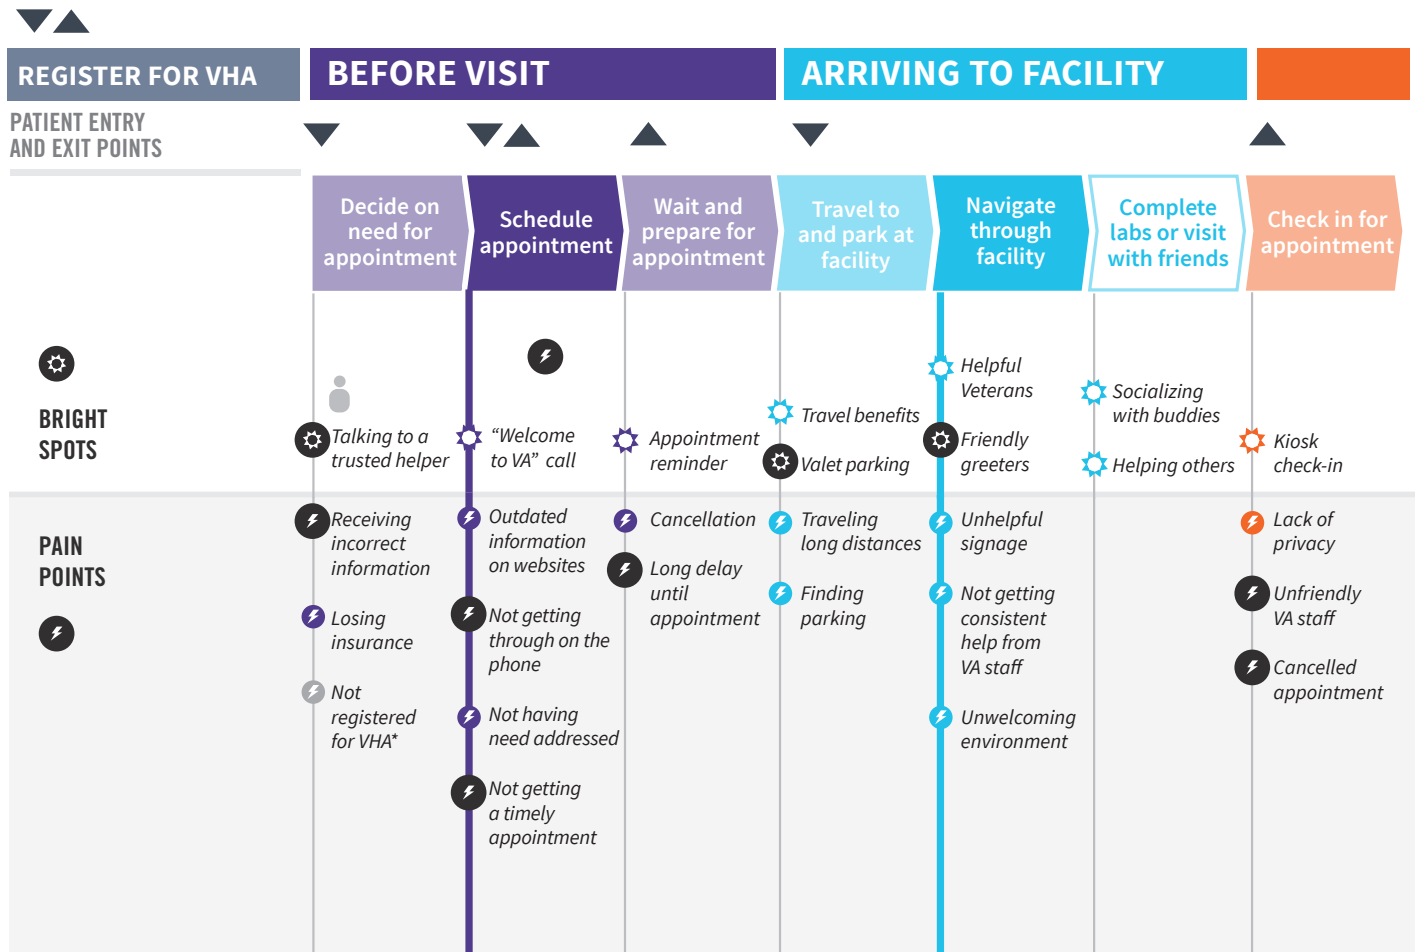 REGISTER FOR VHA
BEFORE VISIT
ARRIVING TO FACILITY
PATIENT ENTRY
AND EXIT POINTS
Decide on
need for
appointment
Schedule
appointment
Wait and
prepare for
appointment
Travel to
and park at
facility
Navigate
through
facility
Complete
labs or visit
with friends
Check in for
appointment
BRIGHT
SPOTS
Talking to a
trusted helper
“Welcome
to VA” call
Appointment
reminder
Travel benefits
Valet parking
Helpful
Veterans
Friendly
greeters
Socializing
with buddies
Helping others
Kiosk
check-in
PAIN
POINTS
Receiving
incorrect
information
Losing
insurance
Not
registered
for VHA*
Outdated
information
on websites
Not getting
through on the
phone
Not having
need addressed
Not getting
a timely
appointment
Cancellation
Long delay
until
appointment
Traveling
long distances
Finding
parking
Unhelpful
signage
Not getting
consistent
help from
VA staff
Unwelcoming
environment
Lack of
privacy
Unfriendly
VA staff
Cancelled
appointment